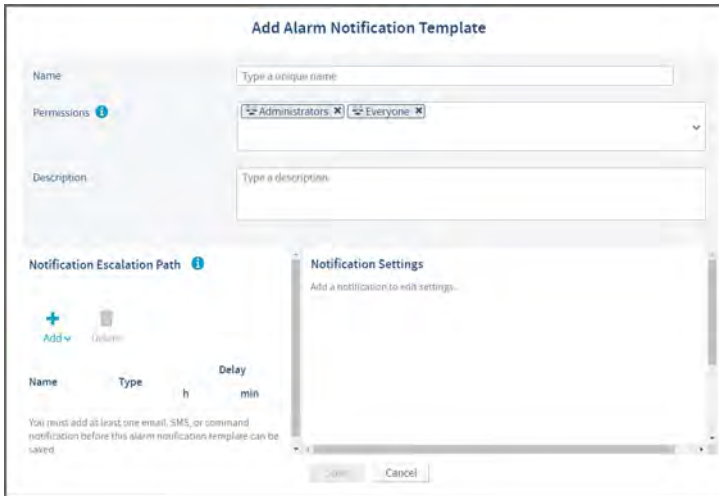 Add Alarm Notification Template
Name
Type a unique name
Permissions
Administrators Everyone
Description
Type a description
Notification Escalation Path
Add Delete
Name Type Delay
h min
You must add at least one email, SMS, or command
notification before this alarm notification template can be
saved
Notification Settings
Add a notification to edit settings.
Save Cancel